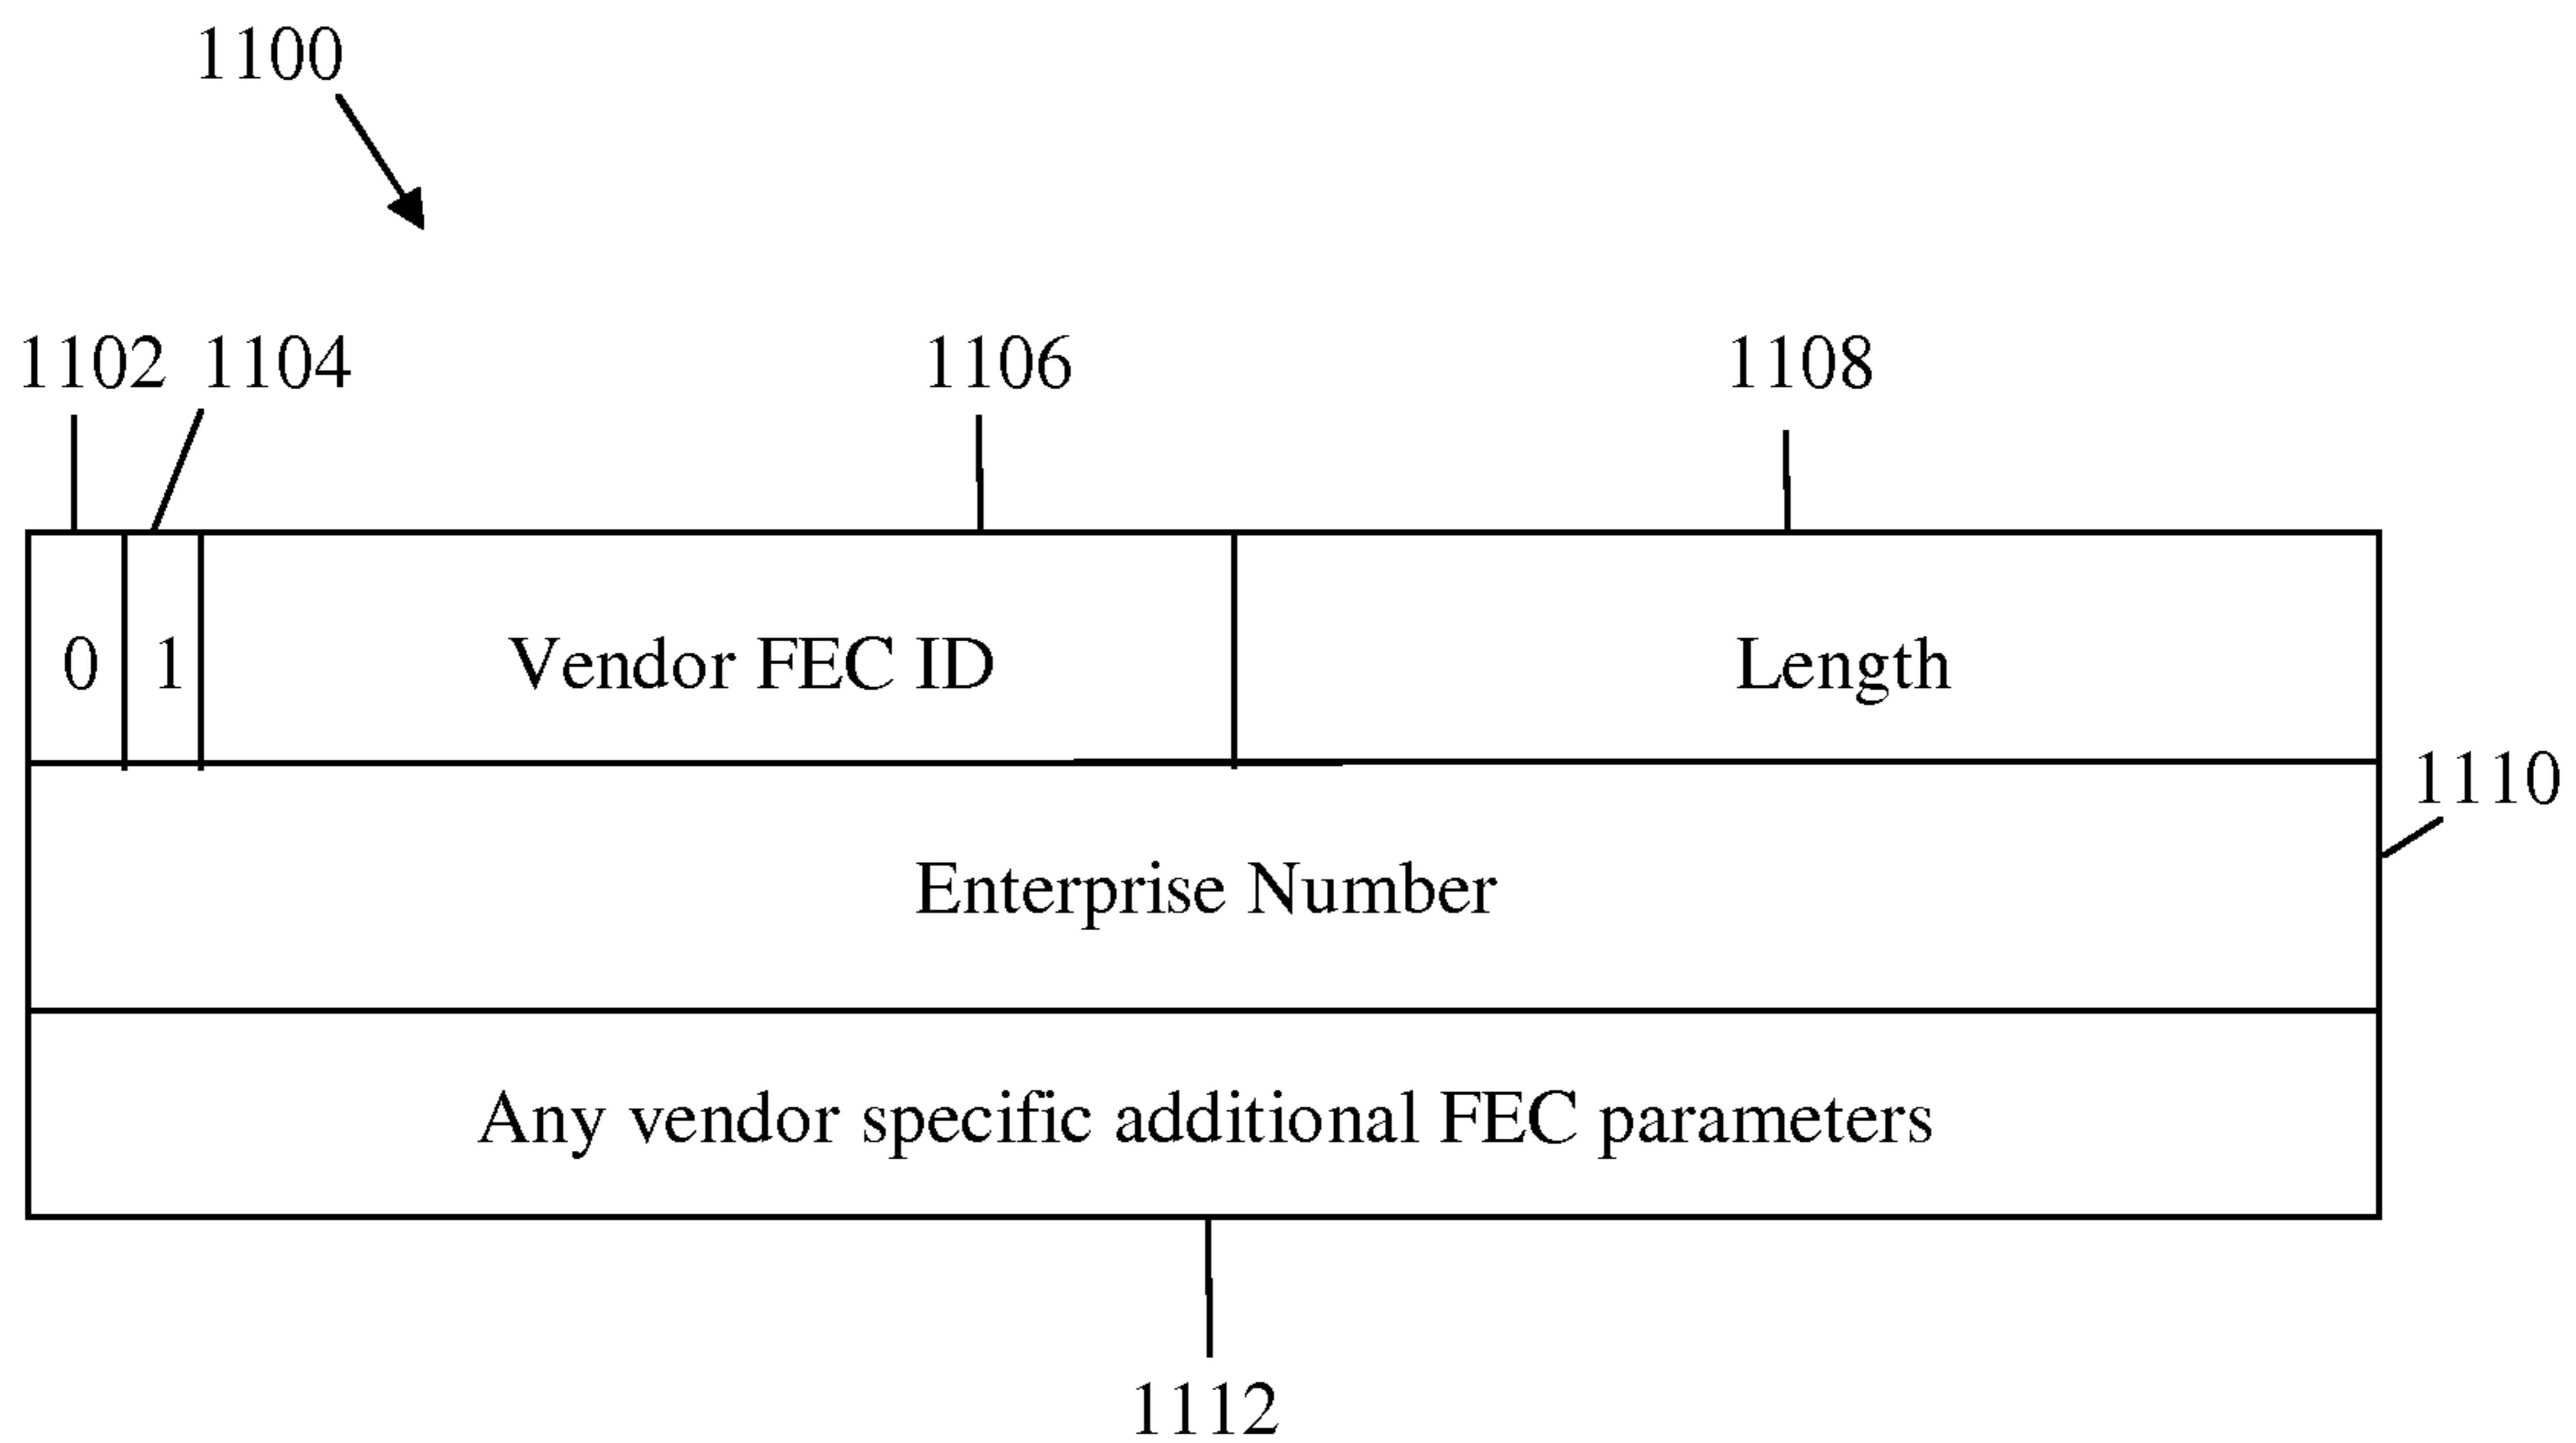 1100
1102 1104 1106 1108
0 1 Vendor FEC ID Length
1110
Enterprise Number
Any vendor specific additional FEC parameters
1112